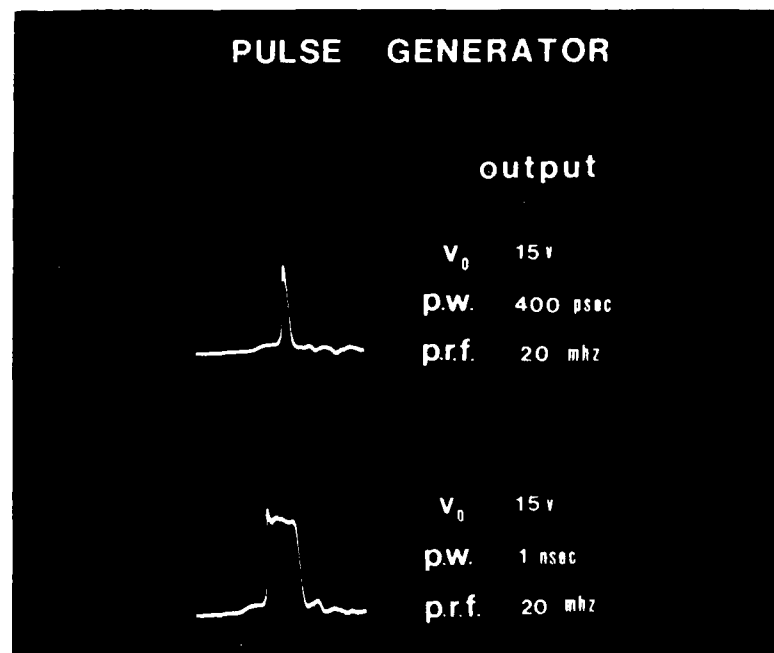 PULSE GENERATOR
output
v₀ 15 v
p.w. 400 psec
p.r.f. 20 mhz
v₀ 15 v
p.w. 1 nsec
p.r.f. 20 mhz